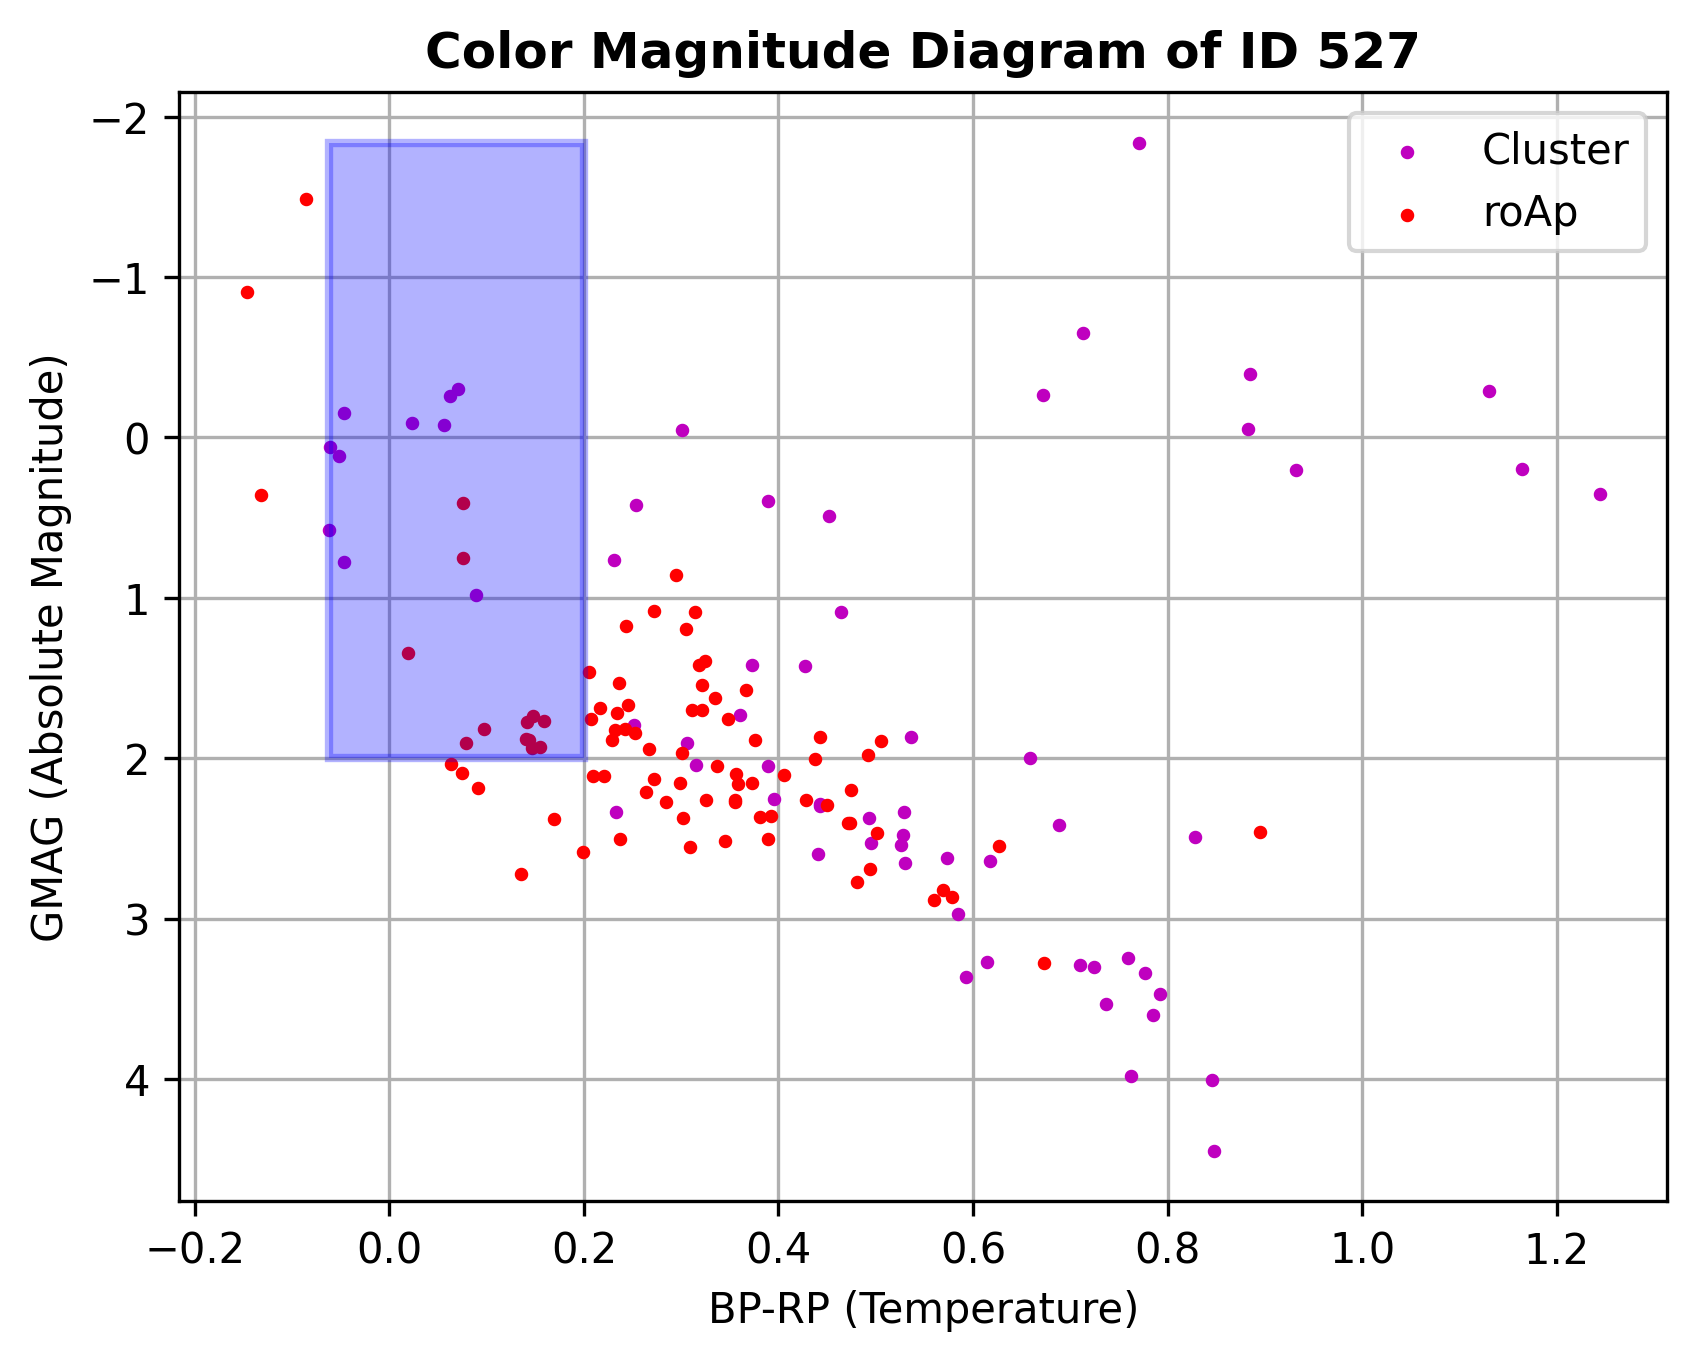 Color Magnitude Diagram of ID 527
Cluster
roAp
GMAG (Absolute Magnitude)
−2
−1
0
1
2
3
4
−0.2 0.0 0.2 0.4 0.6 0.8 1.0 1.2
BP-RP (Temperature)